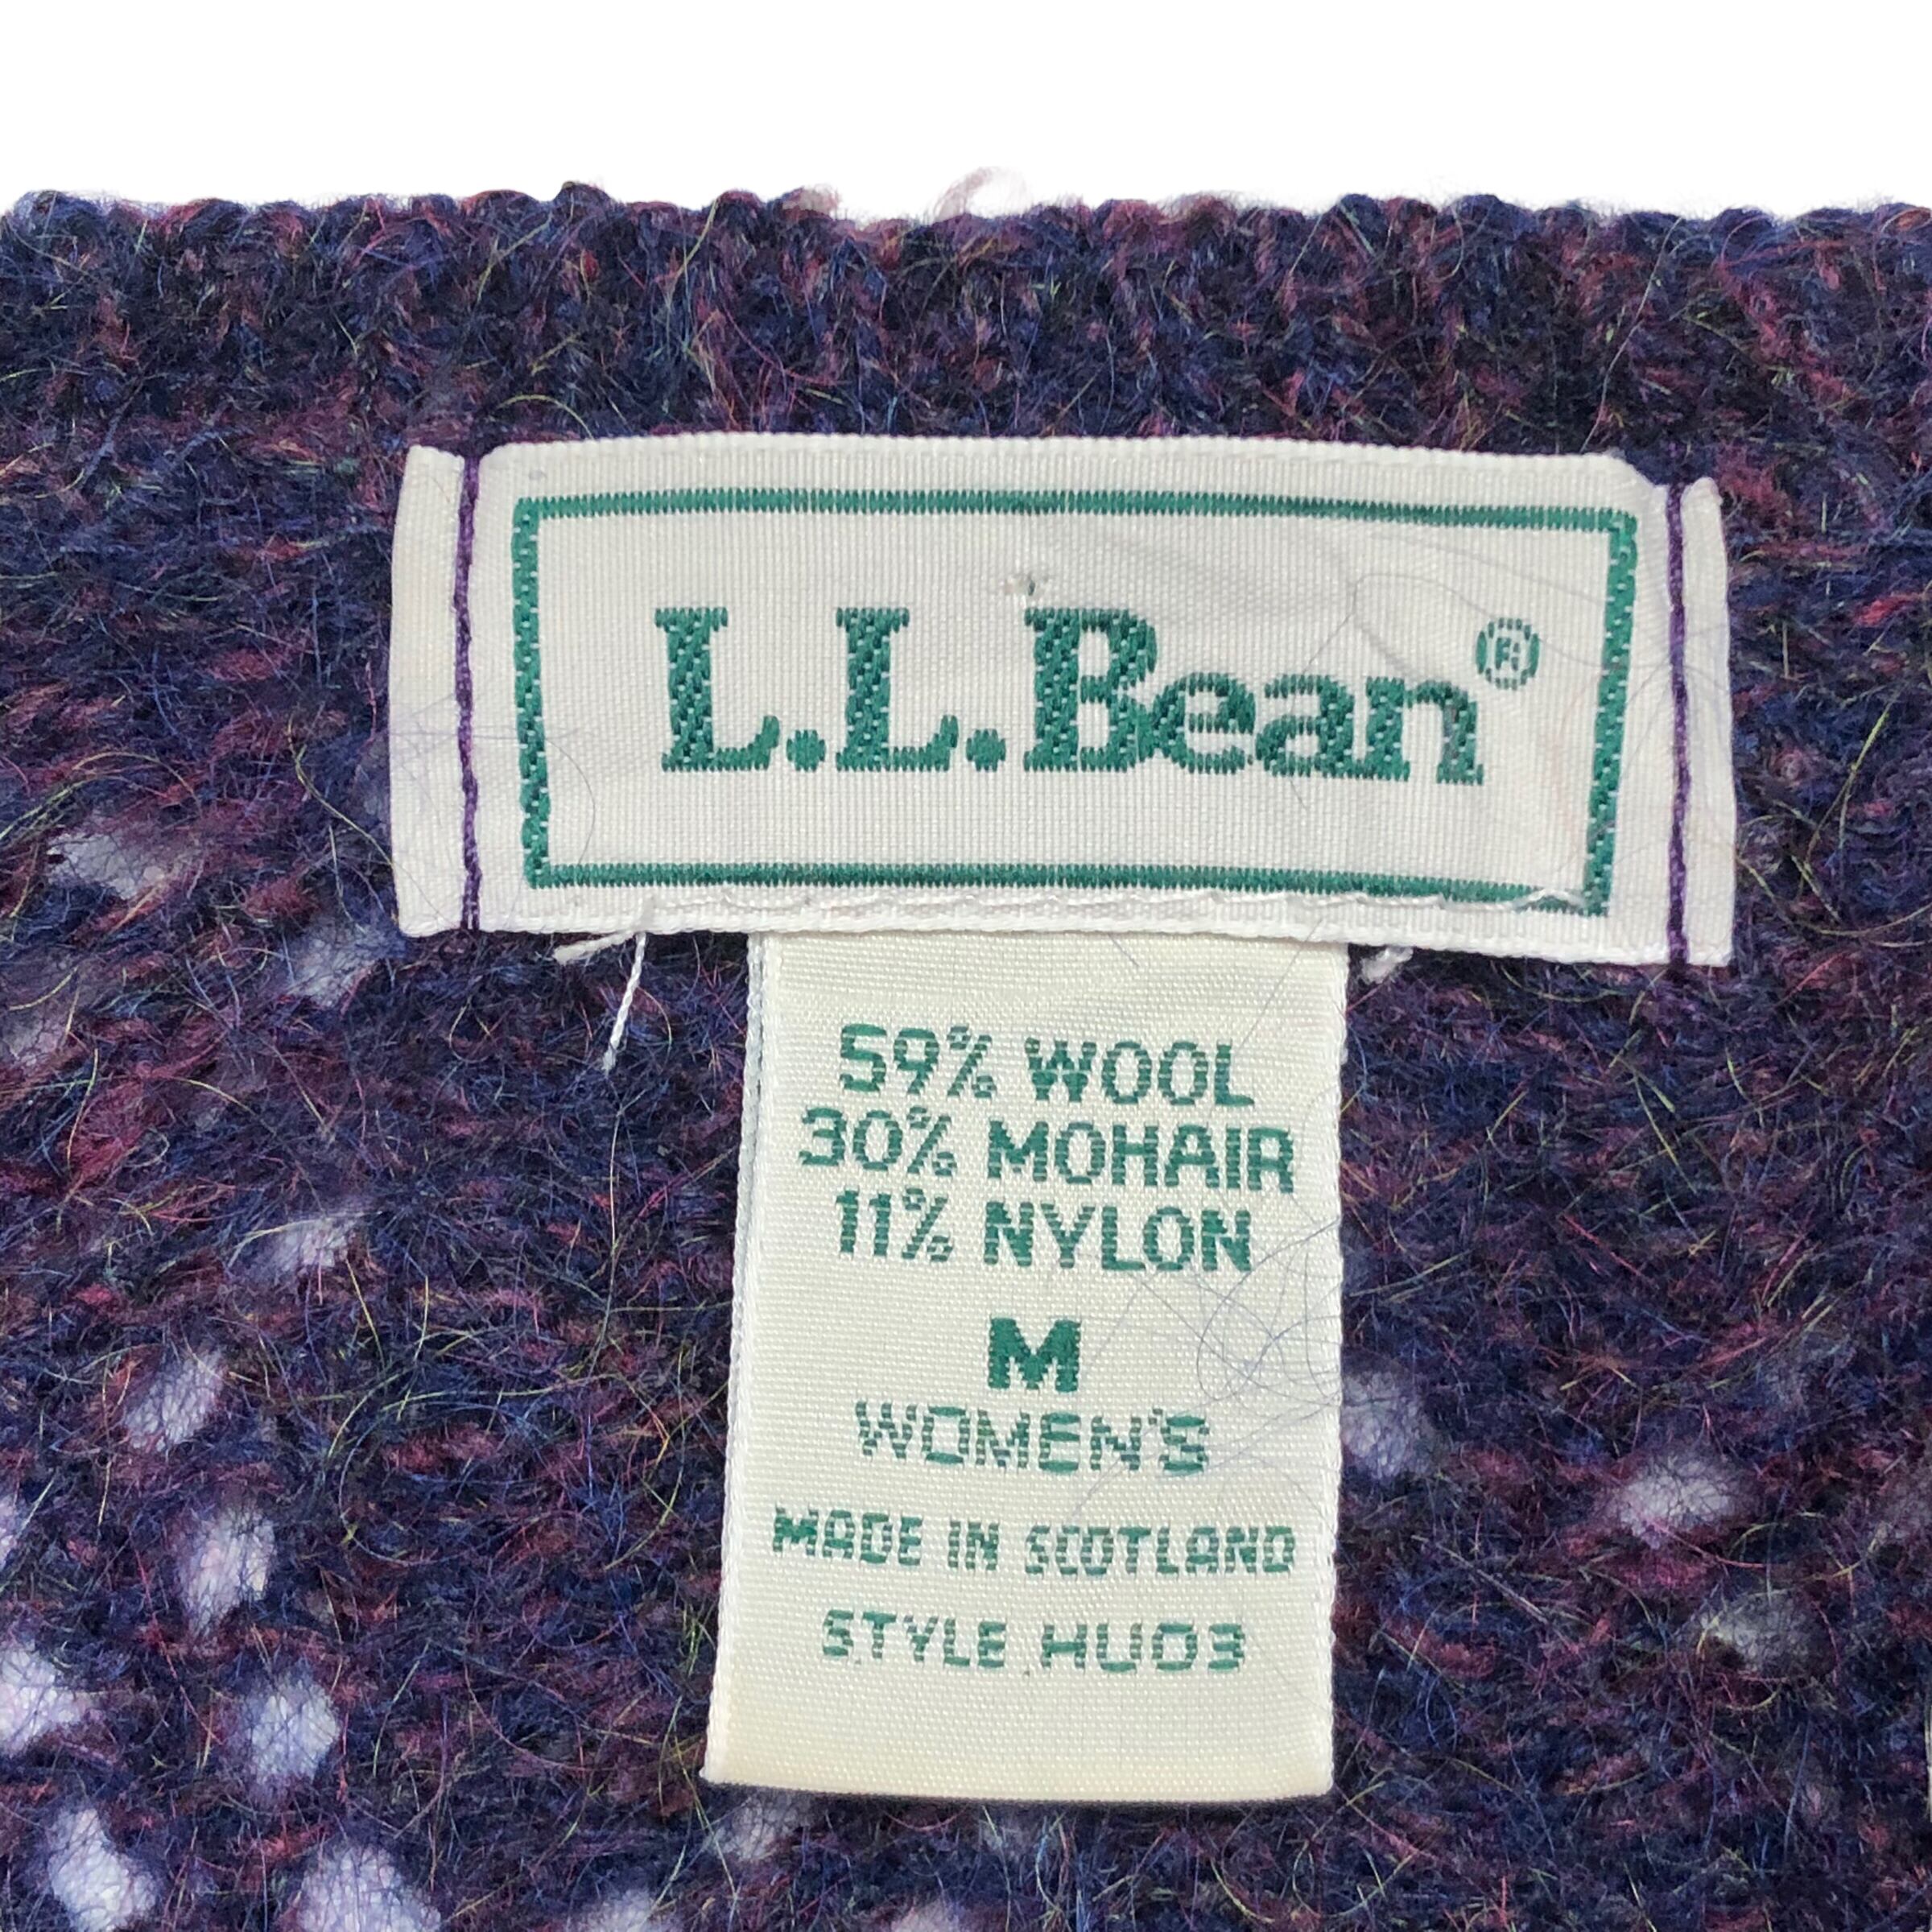 L.L.Bean®
59% WOOL
30% MOHAIR
11% NYLON
M
WOMEN'S
MADE IN SCOTLAND
STYLE HU03